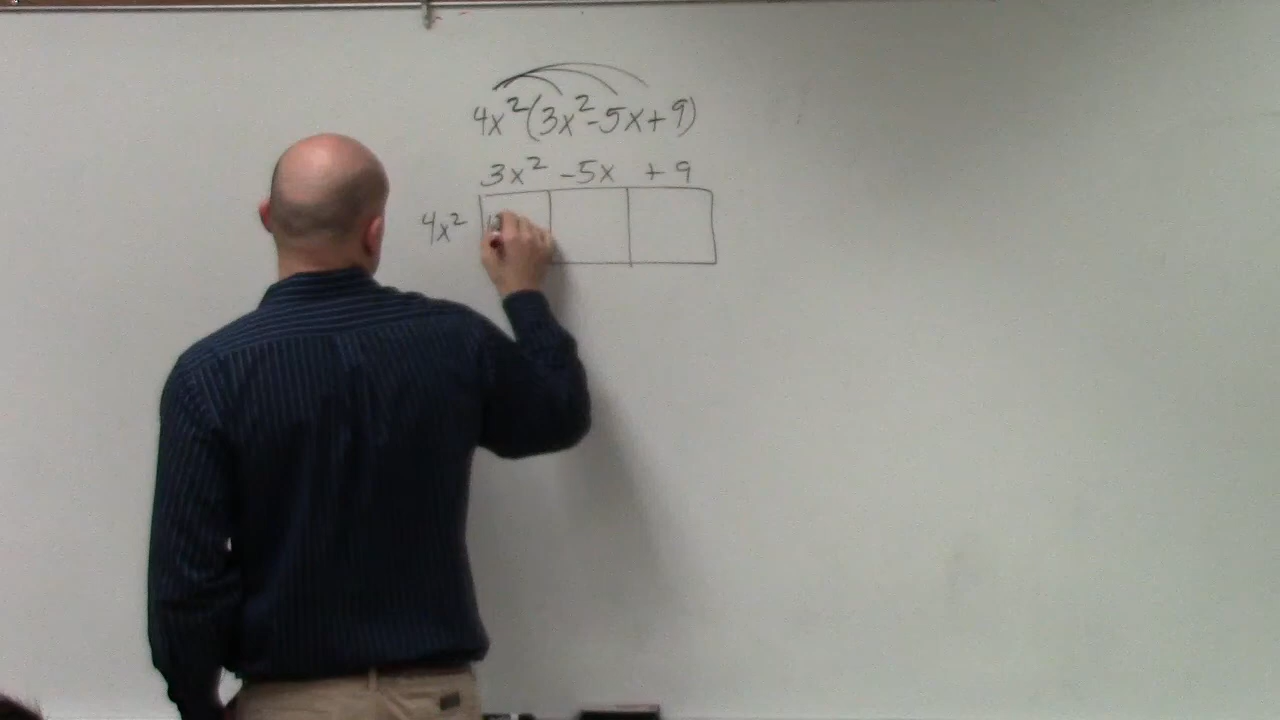 4x²(3x²-5x+9)
3x² -5x +9
4x²